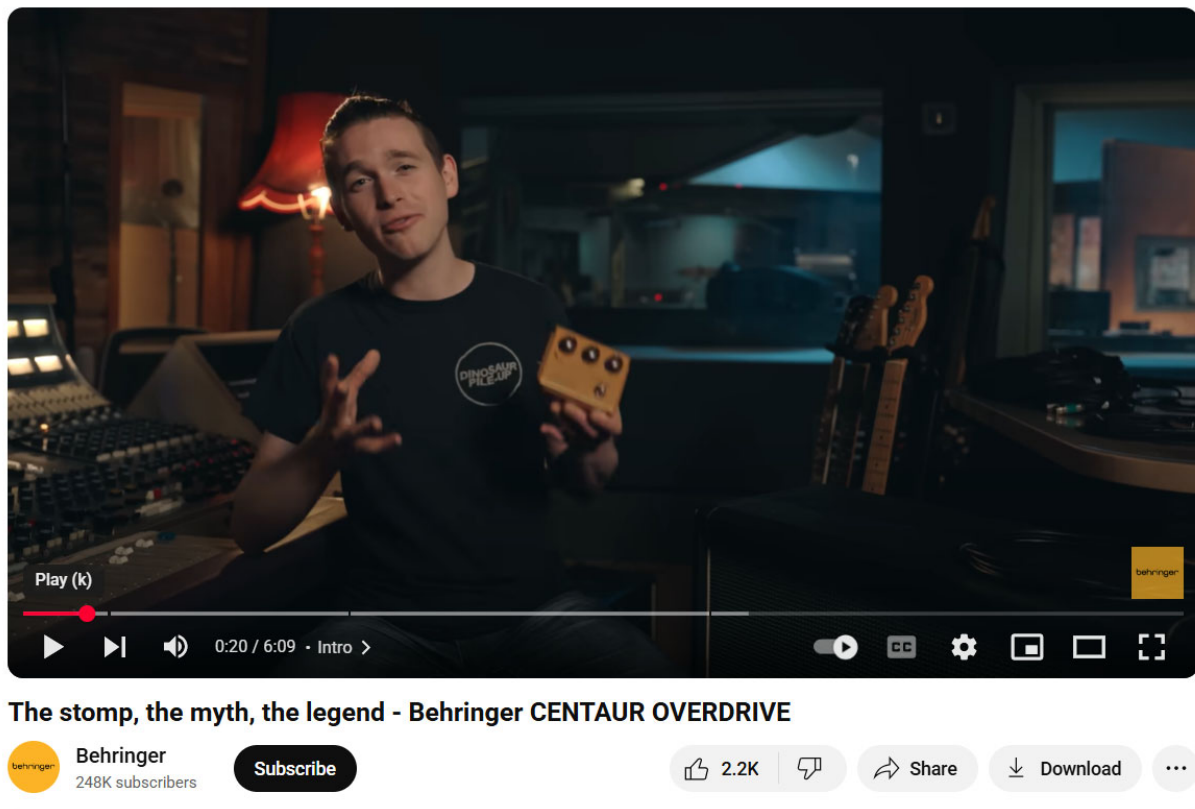 DINOSAUR
PILE-UP
behringer
Play (k)
0:20 / 6:09 • Intro >
CC
The stomp, the myth, the legend - Behringer CENTAUR OVERDRIVE
behringer
Behringer
248K subscribers
Subscribe
2.2K
Share
Download
...